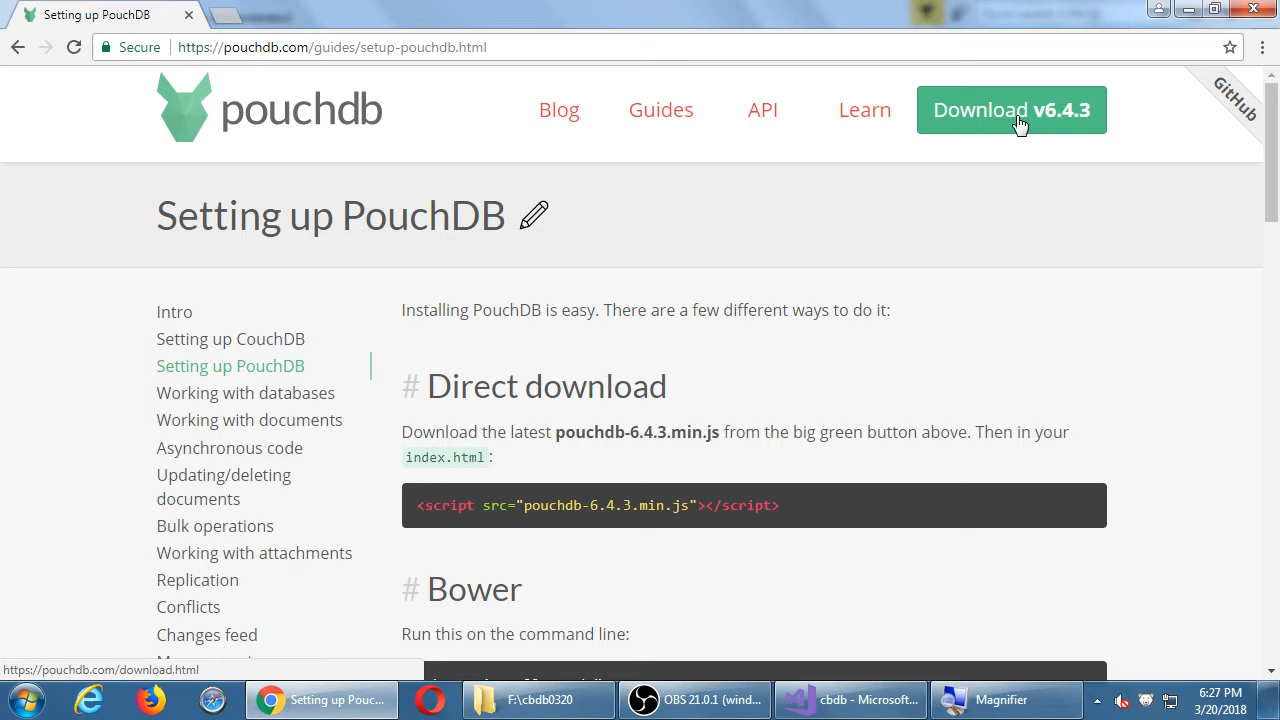 Setting up PouchDB
Secure
https://pouchdb.com/guides/setup-pouchdb.html
pouchdb
Blog
Guides
API
Learn
Download v6.4.3
GitHub
Setting up PouchDB
Intro
Setting up CouchDB
Setting up PouchDB
Working with databases
Working with documents
Asynchronous code
Updating/deleting
documents
Bulk operations
Working with attachments
Replication
Conflicts
Changes feed
Installing PouchDB is easy. There are a few different ways to do it:
# Direct download
Download the latest pouchdb-6.4.3.min.js from the big green button above. Then in your
index.html:
<script src="pouchdb-6.4.3.min.js"></script>
# Bower
Run this on the command line:
https://pouchdb.com/download.html
Setting up Pouc...
F:\cbdb0320
OBS 21.0.1 (wind...
cbdb - Microsoft...
Magnifier
6:27 PM
3/20/2018